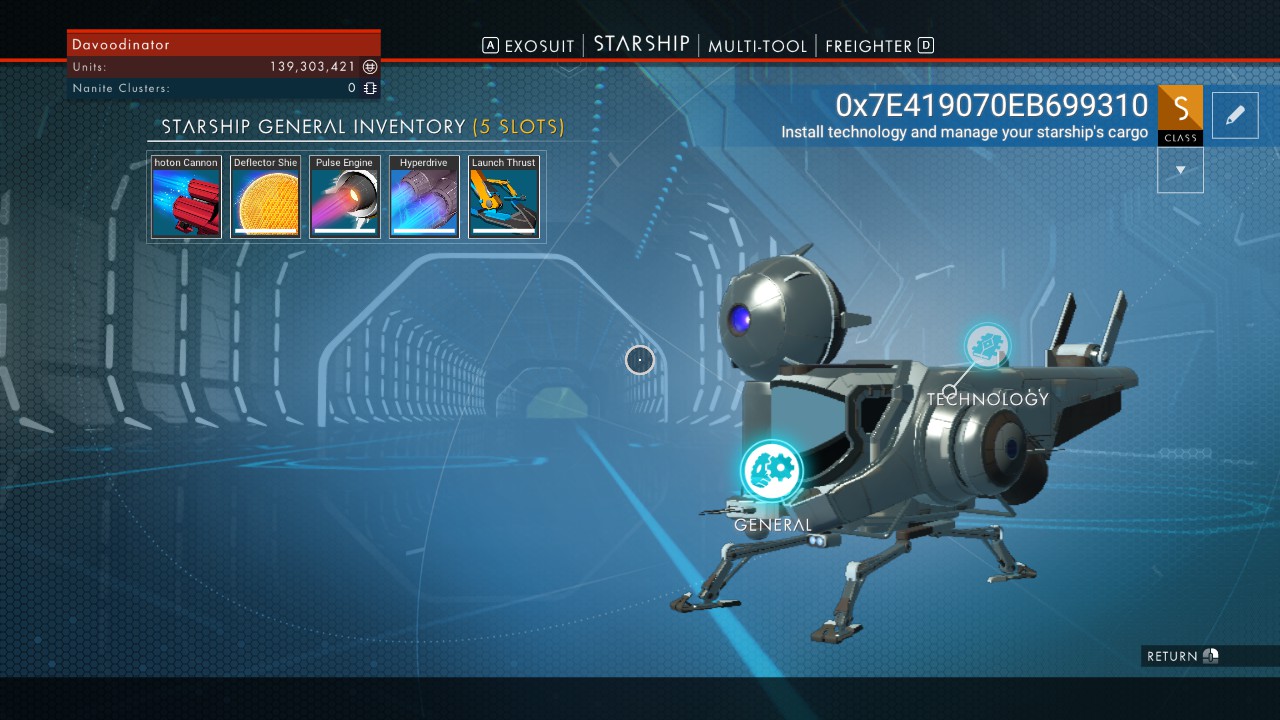 Davoodinator
Units: 139,303,421
Nanite Clusters: 0
A EXOSUIT STARSHIP MULTI-TOOL FREIGHTER D
0x7E419070EB699310
Install technology and manage your starship's cargo
S
CLASS
STARSHIP GENERAL INVENTORY (5 SLOTS)
hoton Cannon Deflector Shie Pulse Engine Hyperdrive Launch Thrust
TECHNOLOGY
GENERAL
RETURN